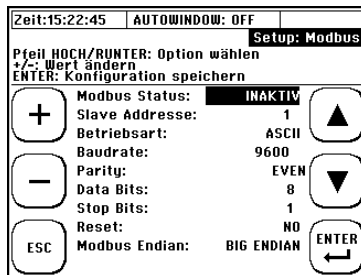 Zeit:15:22:45 AUTOWINDOW: OFF
Setup: Modbus
Pfeil HOCH/RUNTER: Option wählen
+/-: Wert ändern
ENTER: Konfiguration speichern
+ Modbus Status: INAKTIV
Slave Addresse: 1
Betriebsart: ASCII
Baudrate: 9600
Parity: EVEN
− Data Bits: 8
Stop Bits: 1
Reset: NO
ESC Modbus Endian: BIG ENDIAN ENTER